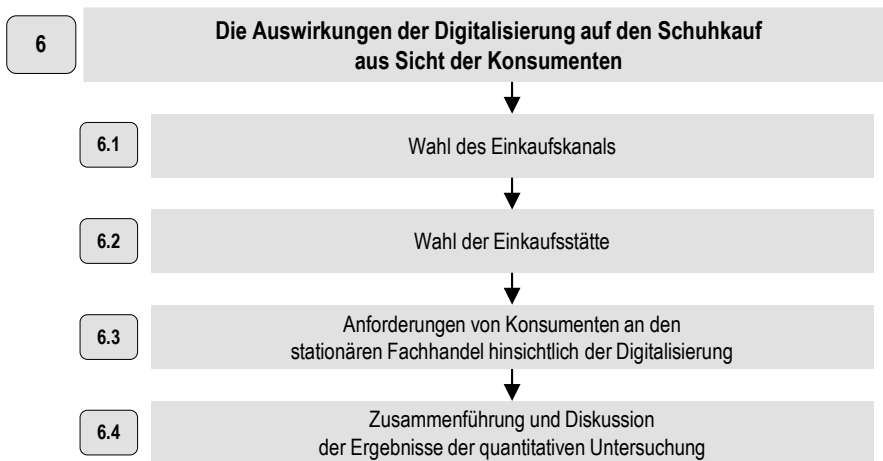 6
Die Auswirkungen der Digitalisierung auf den Schuhkauf
aus Sicht der Konsumenten
6.1
Wahl des Einkaufskanals
6.2
Wahl der Einkaufsstätte
6.3
Anforderungen von Konsumenten an den
stationären Fachhandel hinsichtlich der Digitalisierung
6.4
Zusammenführung und Diskussion
der Ergebnisse der quantitativen Untersuchung